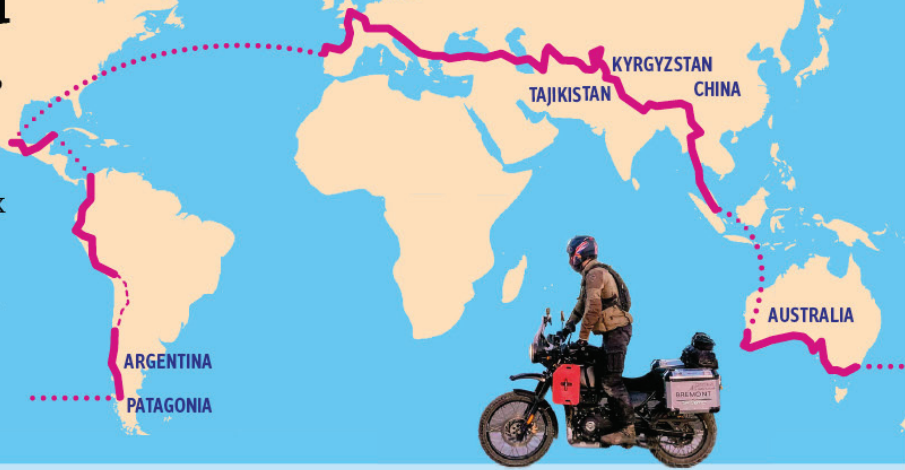 KYRGYZSTAN
TAJIKISTAN
CHINA
AUSTRALIA
ARGENTINA
PATAGONIA
BREMONT